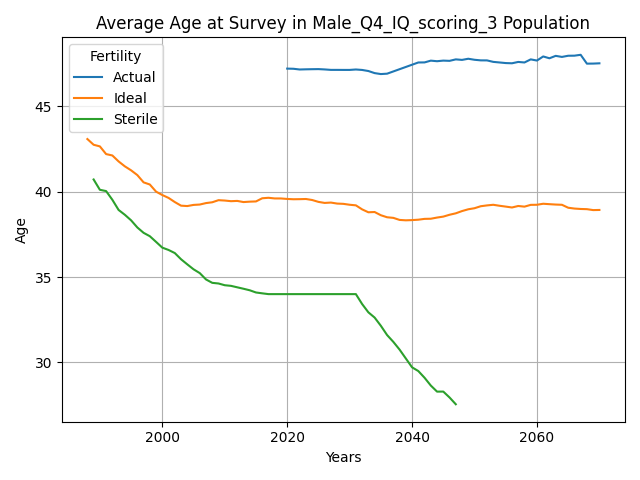 Average Age at Survey in Male_Q4_IQ_scoring_3 Population
Fertility
Actual
Ideal
Sterile
45
40
35
30
Age
2000
2020
2040
2060
Years